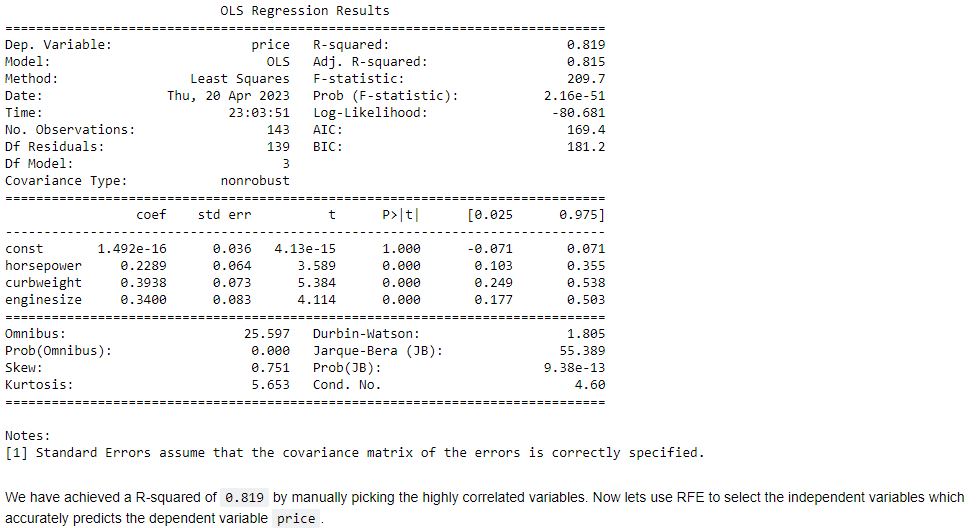 OLS Regression Results
==============================================================================
Dep. Variable:                  price   R-squared:                       0.819
Model:                            OLS   Adj. R-squared:                  0.815
Method:                 Least Squares   F-statistic:                     209.7
Date:                Thu, 20 Apr 2023   Prob (F-statistic):           2.16e-51
Time:                        23:03:51   Log-Likelihood:                -80.681
No. Observations:                 143   AIC:                             169.4
Df Residuals:                     139   BIC:                             181.2
Df Model:                           3
Covariance Type:            nonrobust
==============================================================================
                 coef    std err          t      P>|t|      [0.025      0.975]
------------------------------------------------------------------------------
const       1.492e-16      0.036   4.13e-15      1.000      -0.071       0.071
horsepower     0.2289      0.064      3.589      0.000       0.103       0.355
curbweight     0.3938      0.073      5.384      0.000       0.249       0.538
enginesize     0.3400      0.083      4.114      0.000       0.177       0.503
==============================================================================
Omnibus:                       25.597   Durbin-Watson:                   1.805
Prob(Omnibus):                  0.000   Jarque-Bera (JB):               55.389
Skew:                           0.751   Prob(JB):                     9.38e-13
Kurtosis:                       5.653   Cond. No.                         4.60
==============================================================================
Notes:
[1] Standard Errors assume that the covariance matrix of the errors is correctly specified.
We have achieved a R-squared of 0.819 by manually picking the highly correlated variables. Now lets use RFE to select the independent variables which
accurately predicts the dependent variable price .